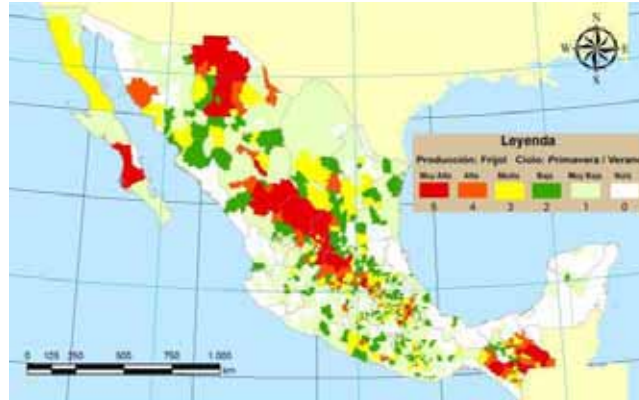 N
W E
S
Leyenda
Producción: Frijol Ciclo: Primavera / Verano
Muy Alto Alto Medio Bajo Muy Bajo Nulo
5 4 3 2 1 0
0 125 250 500 750 1.000
km